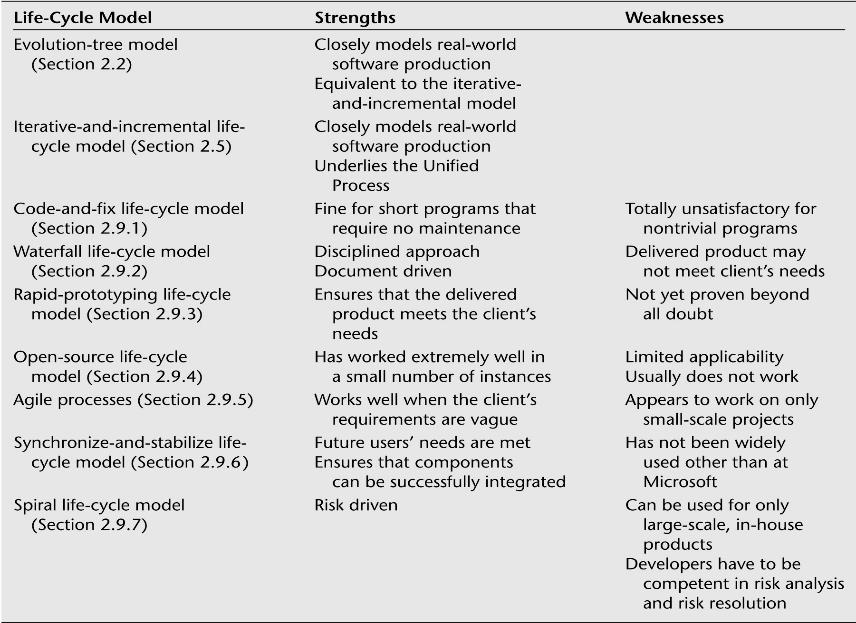 Life-Cycle Model Strengths Weaknesses
Evolution-tree model Closely models real-world
(Section 2.2) software production
Equivalent to the iterative-
and-incremental model
Iterative-and-incremental life- Closely models real-world
cycle model (Section 2.5) software production
Underlies the Unified
Process
Code-and-fix life-cycle model Fine for short programs that Totally unsatisfactory for
(Section 2.9.1) require no maintenance nontrivial programs
Waterfall life-cycle model Disciplined approach Delivered product may
(Section 2.9.2) Document driven not meet client's needs
Rapid-prototyping life-cycle Ensures that the delivered Not yet proven beyond
model (Section 2.9.3) product meets the client's all doubt
needs
Open-source life-cycle Has worked extremely well in Limited applicability
model (Section 2.9.4) a small number of instances Usually does not work
Agile processes (Section 2.9.5) Works well when the client's Appears to work on only
requirements are vague small-scale projects
Synchronize-and-stabilize life- Future users' needs are met Has not been widely
cycle model (Section 2.9.6) Ensures that components used other than at
can be successfully integrated Microsoft
Spiral life-cycle model Risk driven Can be used for only
(Section 2.9.7) large-scale, in-house
products
Developers have to be
competent in risk analysis
and risk resolution